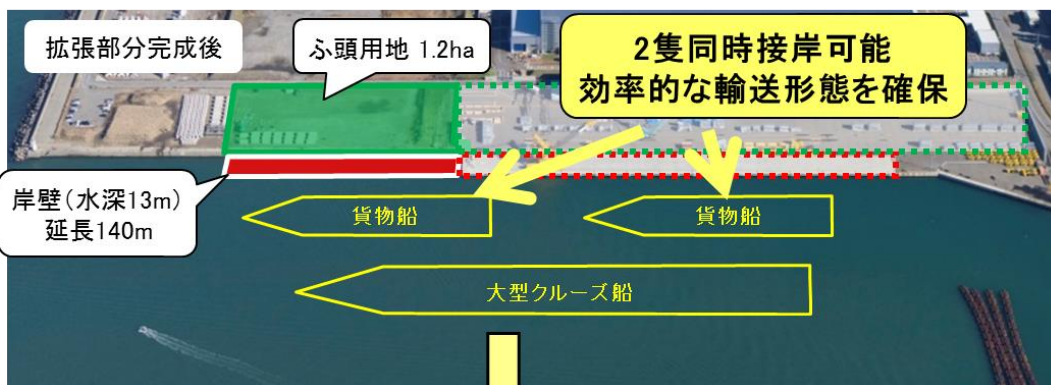 拡張部分完成後
ふ頭用地 1.2ha
2隻同時接岸可能
効率的な輸送形態を確保
岸壁(水深13m)
延長140m
貨物船
貨物船
大型クルーズ船